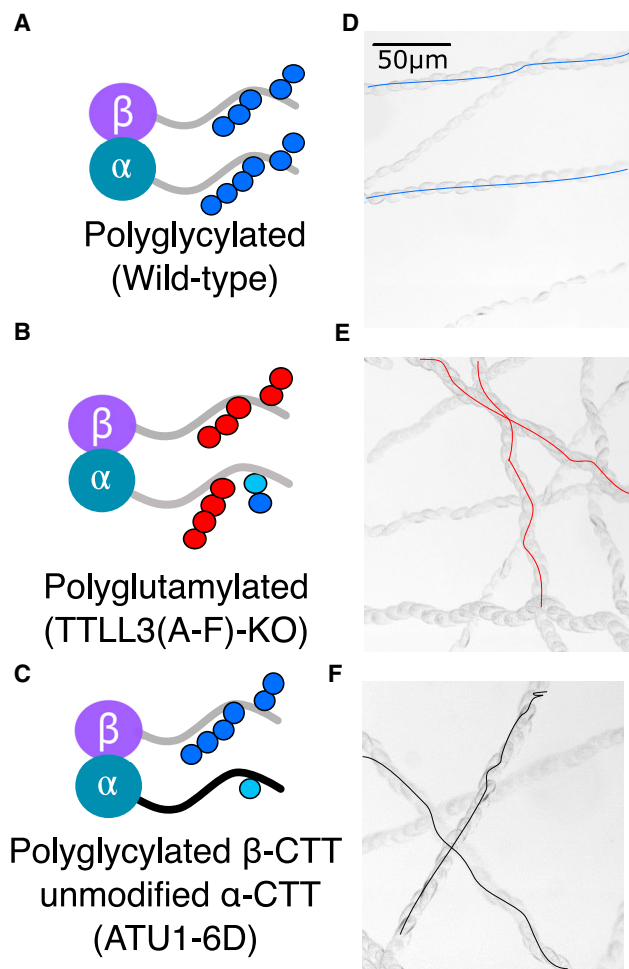 A
β
α
Polyglycylated
(Wild-type)
B
β
α
Polyglutamylated
(TTLL3(A-F)-KO)
C
β
α
Polyglycylated β-CTT
unmodified α-CTT
(ATU1-6D)
D
50μm
E
F